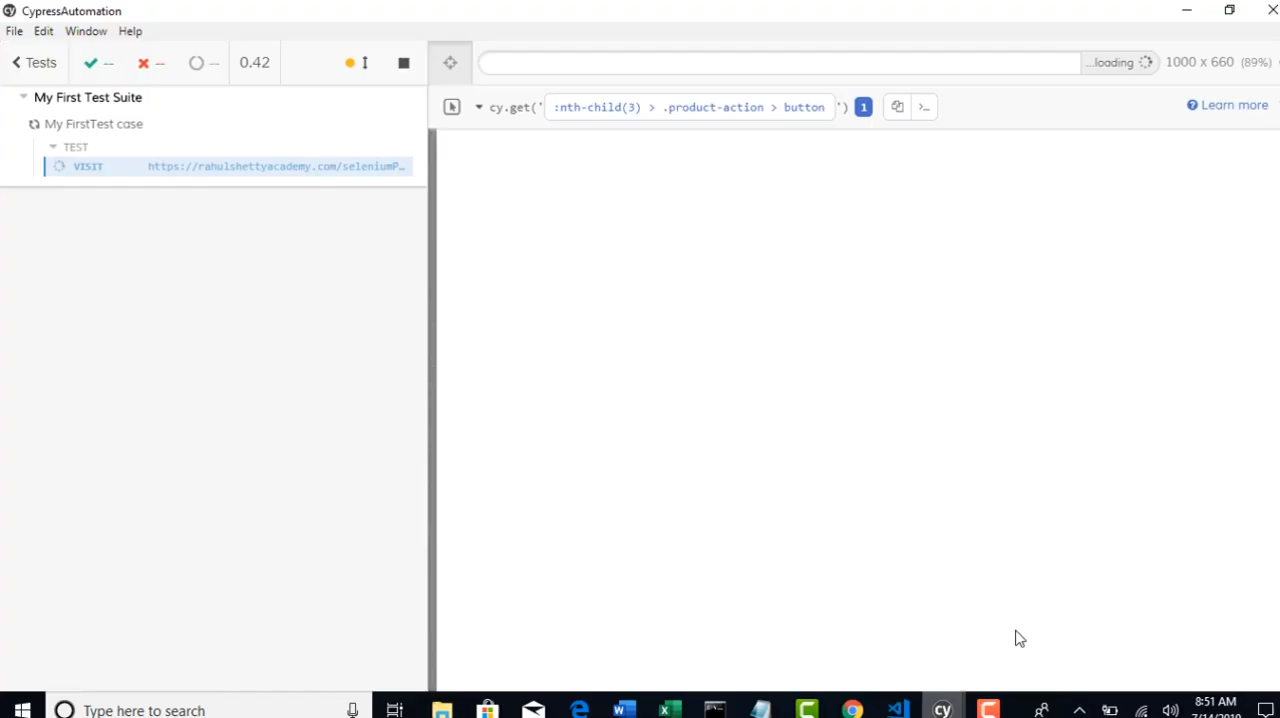 CypressAutomation
File Edit Window Help
Tests -- -- -- 0.42
...loading 1000 x 660 (89%)
My First Test Suite
cy.get(' :nth-child(3) > .product-action > button ') 1 >_ Learn more
My FirstTest case
TEST
VISIT https://rahulshettyacademy.com/seleniumP…
8:51 AM
Type here to search